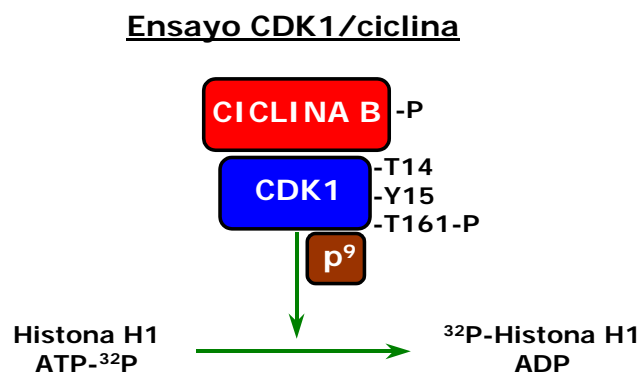 Ensayo CDK1/ciclina
CICLINA B -P
-T14
CDK1 -Y15
-T161-P
p⁹
Histona H1
ATP-³²P
³²P-Histona H1
ADP